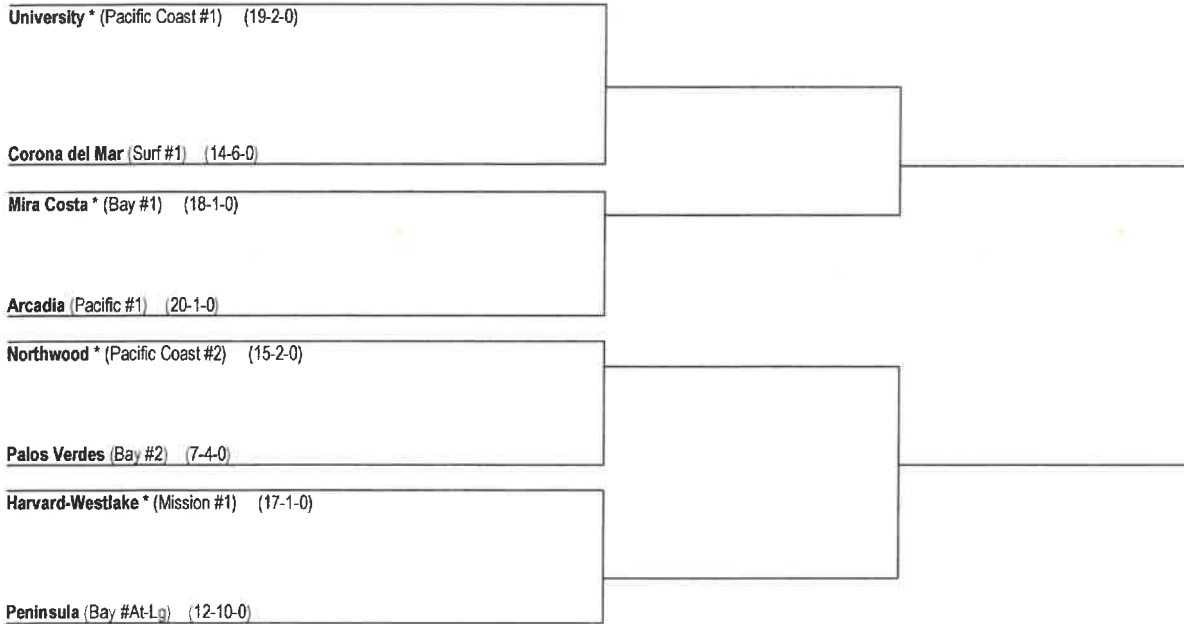 University * (Pacific Coast #1) (19-2-0)
Corona del Mar (Surf #1) (14-6-0)
Mira Costa * (Bay #1) (18-1-0)
Arcadia (Pacific #1) (20-1-0)
Northwood * (Pacific Coast #2) (15-2-0)
Palos Verdes (Bay #2) (7-4-0)
Harvard-Westlake * (Mission #1) (17-1-0)
Peninsula (Bay #At-Lg) (12-10-0)